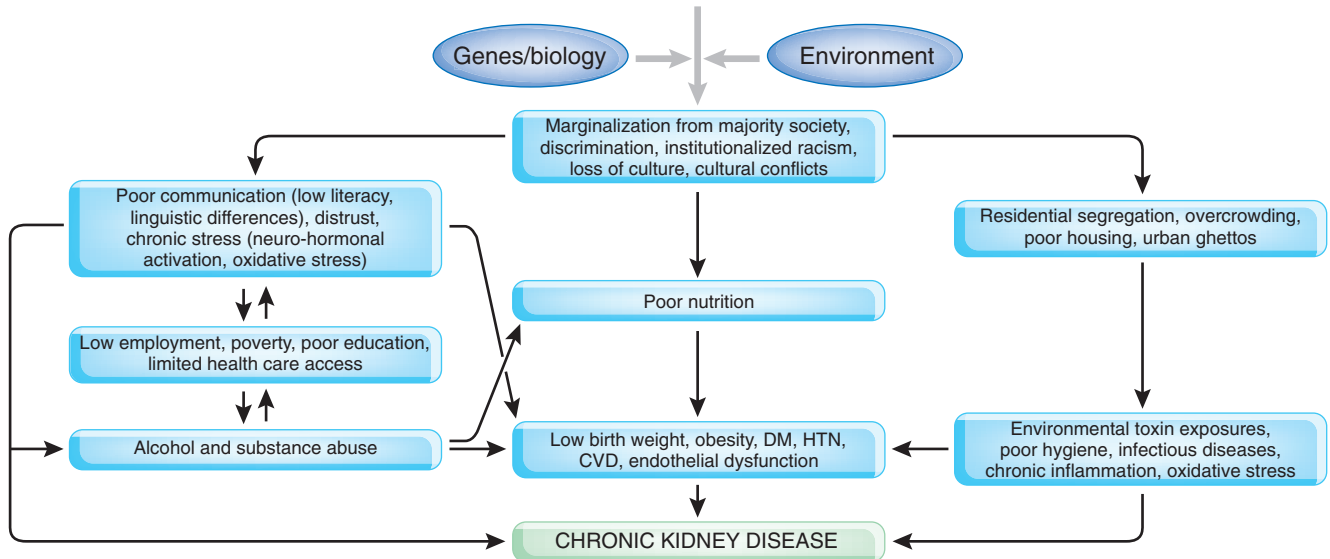 Genes/biology
Environment
Marginalization from majority society,
discrimination, institutionalized racism,
loss of culture, cultural conflicts
Poor communication (low literacy,
linguistic differences), distrust,
chronic stress (neuro-hormonal
activation, oxidative stress)
Residential segregation, overcrowding,
poor housing, urban ghettos
Poor nutrition
Low employment, poverty, poor education,
limited health care access
Alcohol and substance abuse
Low birth weight, obesity, DM, HTN,
CVD, endothelial dysfunction
Environmental toxin exposures,
poor hygiene, infectious diseases,
chronic inflammation, oxidative stress
CHRONIC KIDNEY DISEASE